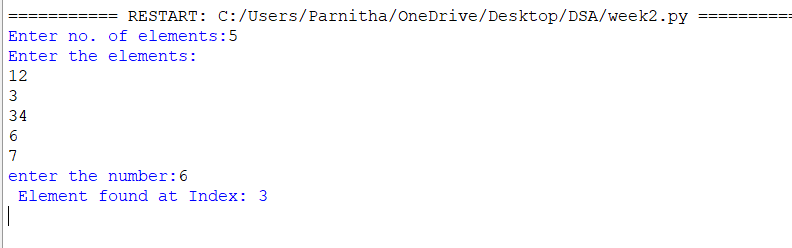 =========== RESTART: C:/Users/Parnitha/OneDrive/Desktop/DSA/week2.py ==========
Enter no. of elements:5
Enter the elements:
12
3
34
6
7
enter the number:6
 Element found at Index: 3